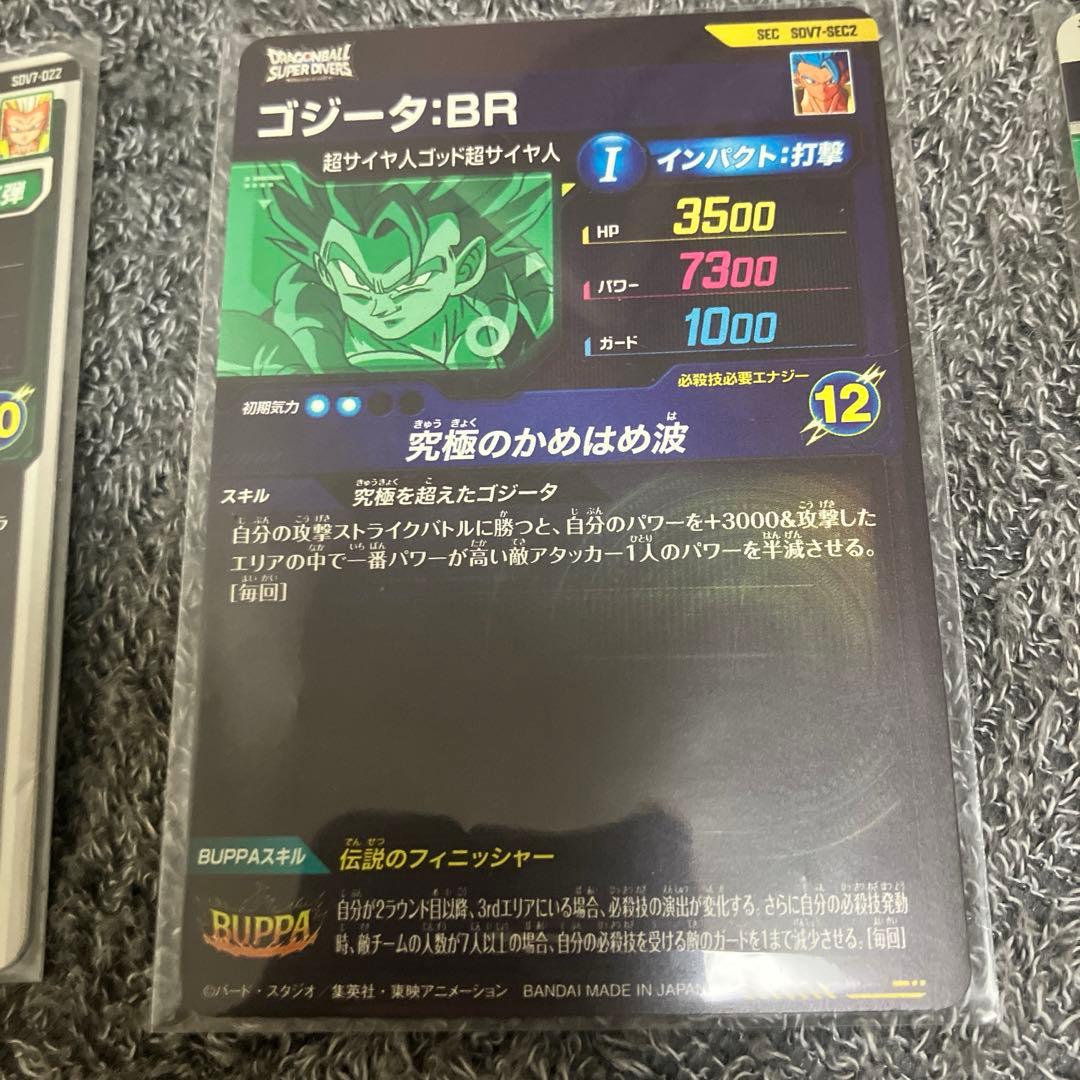 SDV7-022
弾
0
ラ
DRAGONBALL
SUPER DIVERS
SEC SDV7-SEC2
ゴジータ:BR
超サイヤ人ゴッド超サイヤ人
I インパクト:打撃
HP 3500
パワー 7300
ガード 1000
必殺技必要エナジー
12
初期気力
究極のかめはめ波
スキル 究極を超えたゴジータ
自分の攻撃ストライクバトルに勝つと、自分のパワーを+3000&攻撃した
エリアの中で一番パワーが高い敵アタッカー1人のパワーを半減させる。
[毎回]
BUPPAスキル 伝説のフィニッシャー
BUPPA
自分が2ラウンド目以降、3rdエリアにいる場合、必殺技の演出が変化する。さらに自分の必殺技発動
時、敵チームの人数が7人以上の場合、自分の必殺技を受ける敵のガードを1まで減少させる。[毎回]
©バード・スタジオ/集英社・東映アニメーション BANDAI MADE IN JAPAN